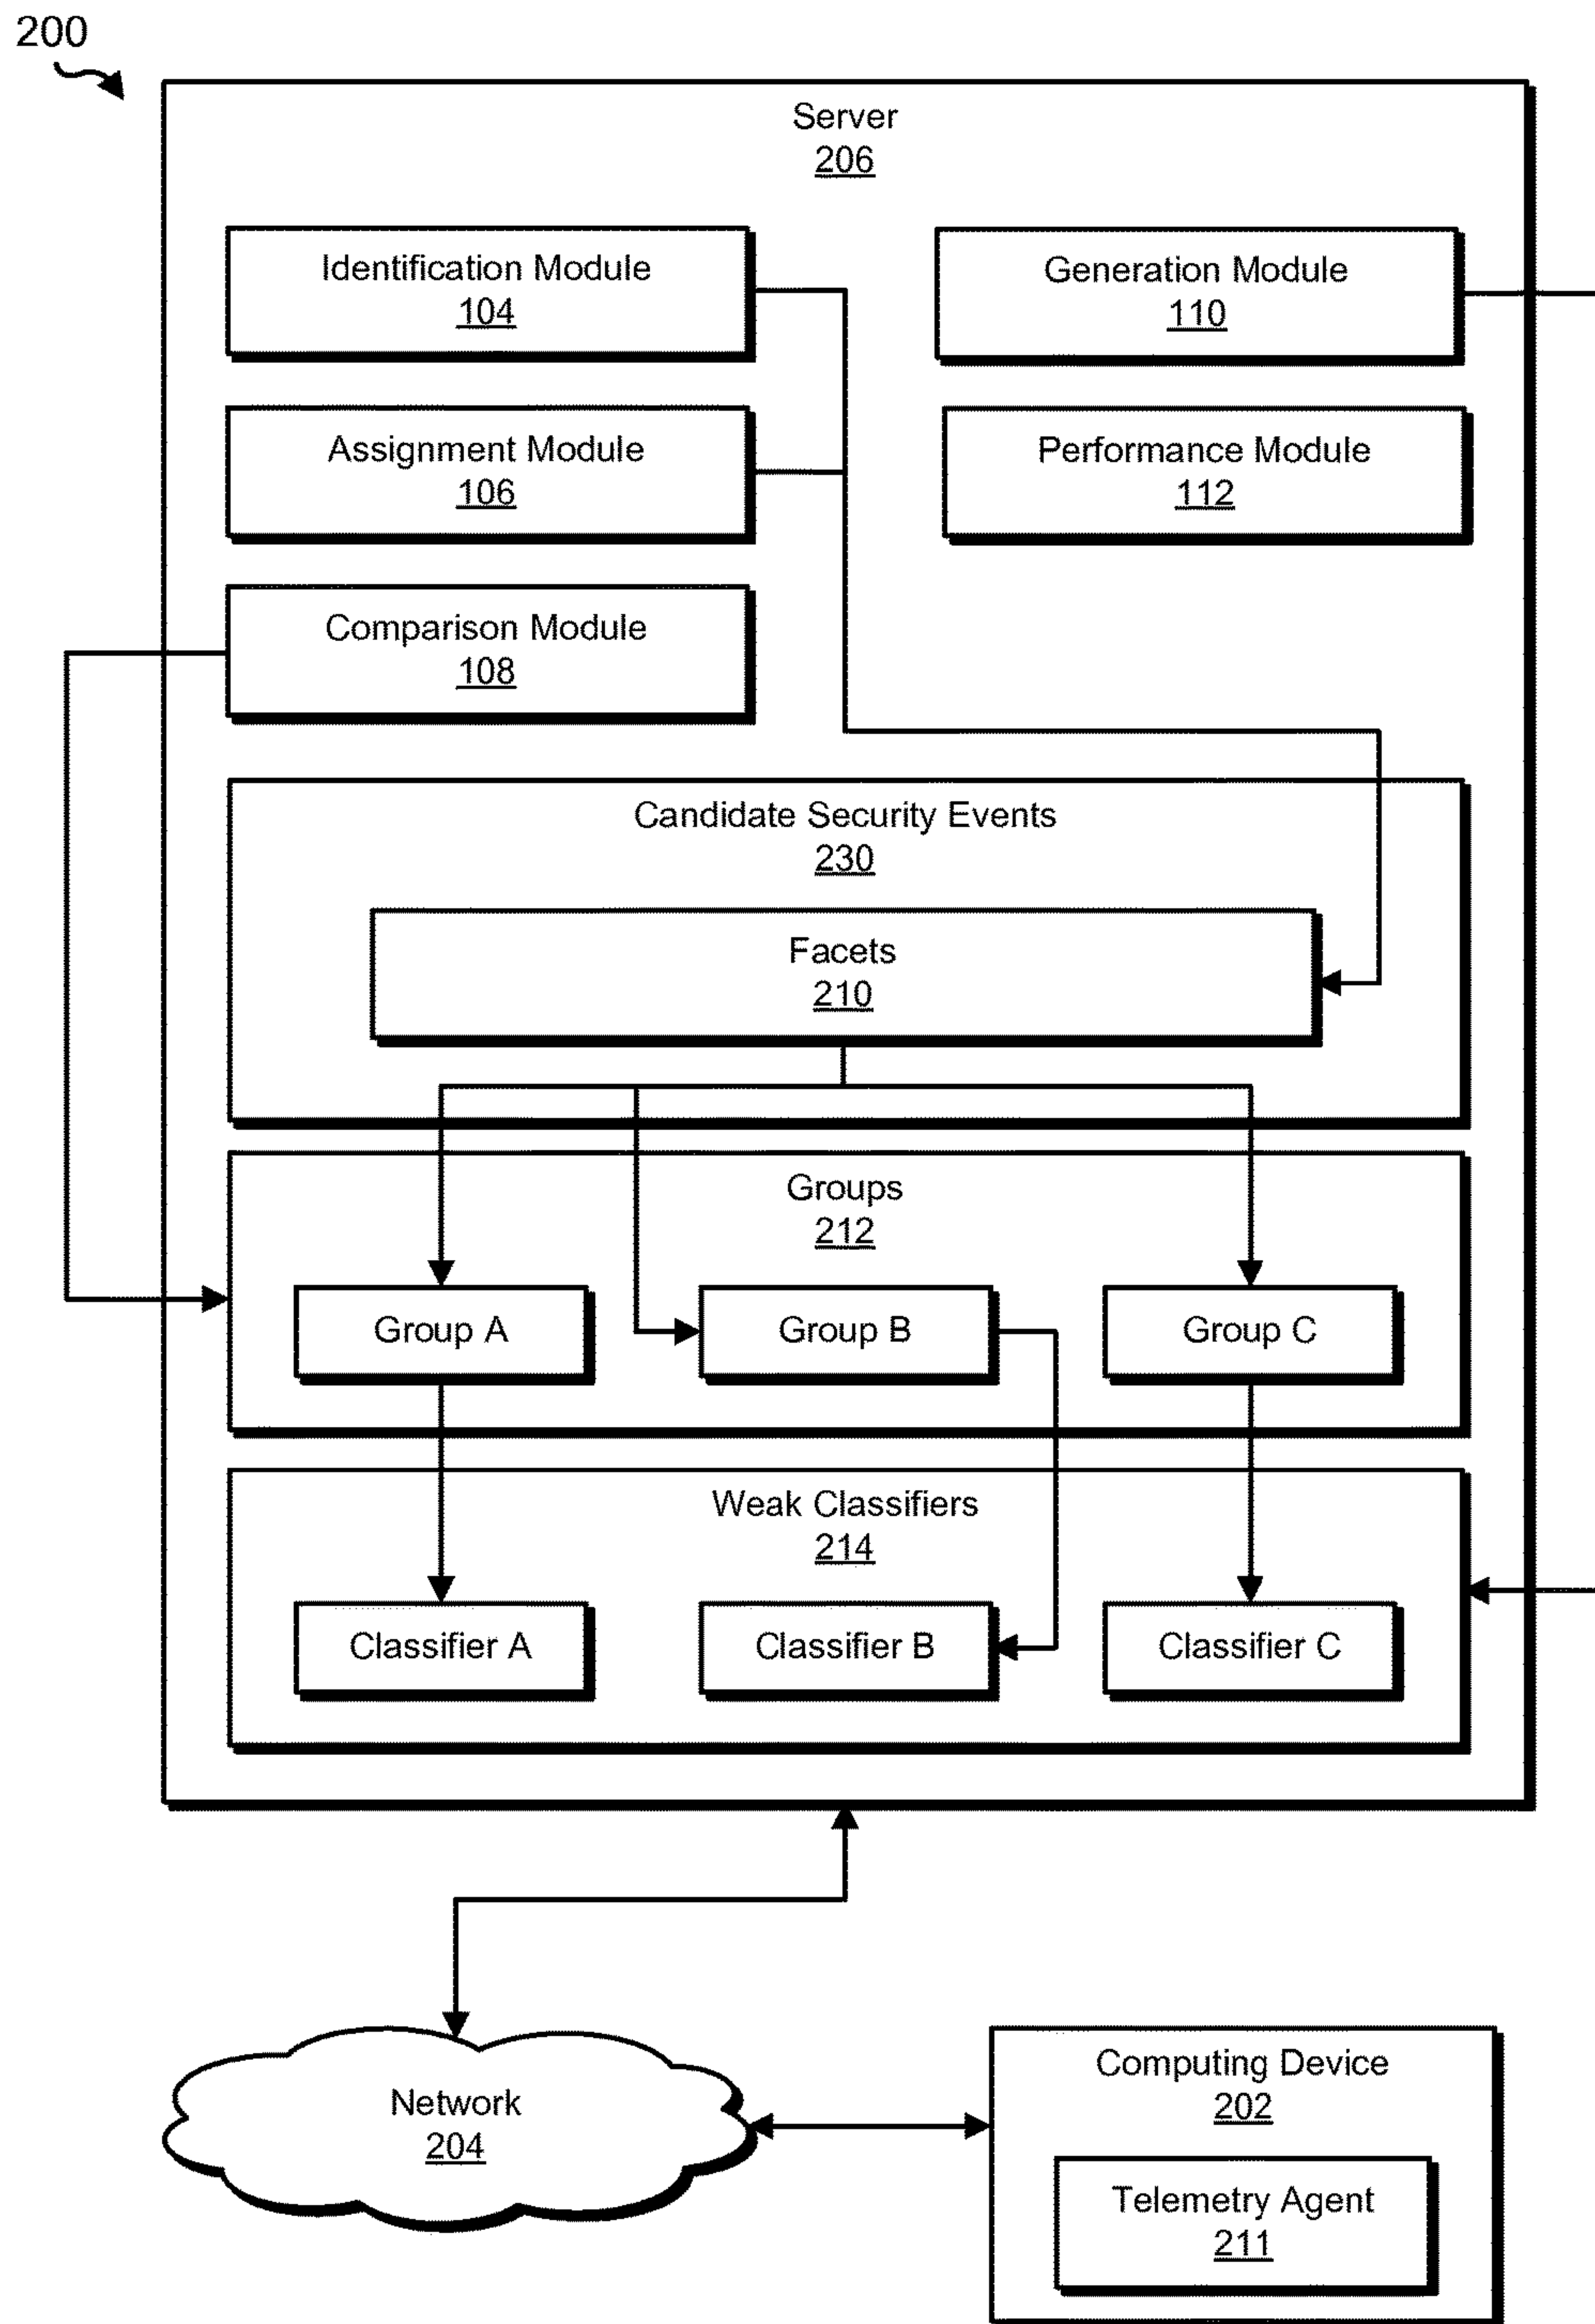 200
Server
206
Identification Module
104
Generation Module
110
Assignment Module
106
Performance Module
112
Comparison Module
108
Candidate Security Events
230
Facets
210
Groups
212
Group A
Group B
Group C
Weak Classifiers
214
Classifier A
Classifier B
Classifier C
Network
204
Computing Device
202
Telemetry Agent
211